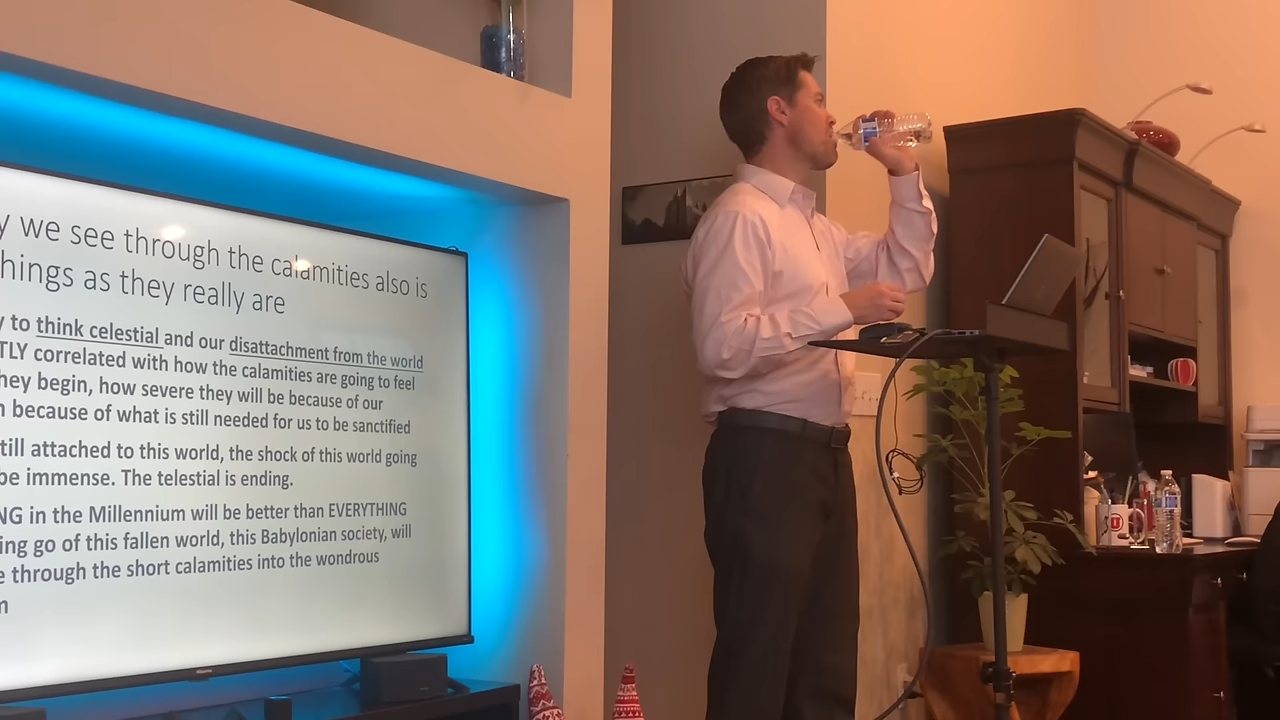 y we see through the calamities also is
hings as they really are
y to think celestial and our disattachment from the world
TLY correlated with how the calamities are going to feel
hey begin, how severe they will be because of our
n because of what is still needed for us to be sanctified
till attached to this world, the shock of this world going
be immense. The telestial is ending.
NG in the Millennium will be better than EVERYTHING
ing go of this fallen world, this Babylonian society, will
e through the short calamities into the wondrous
m
Hisense
U